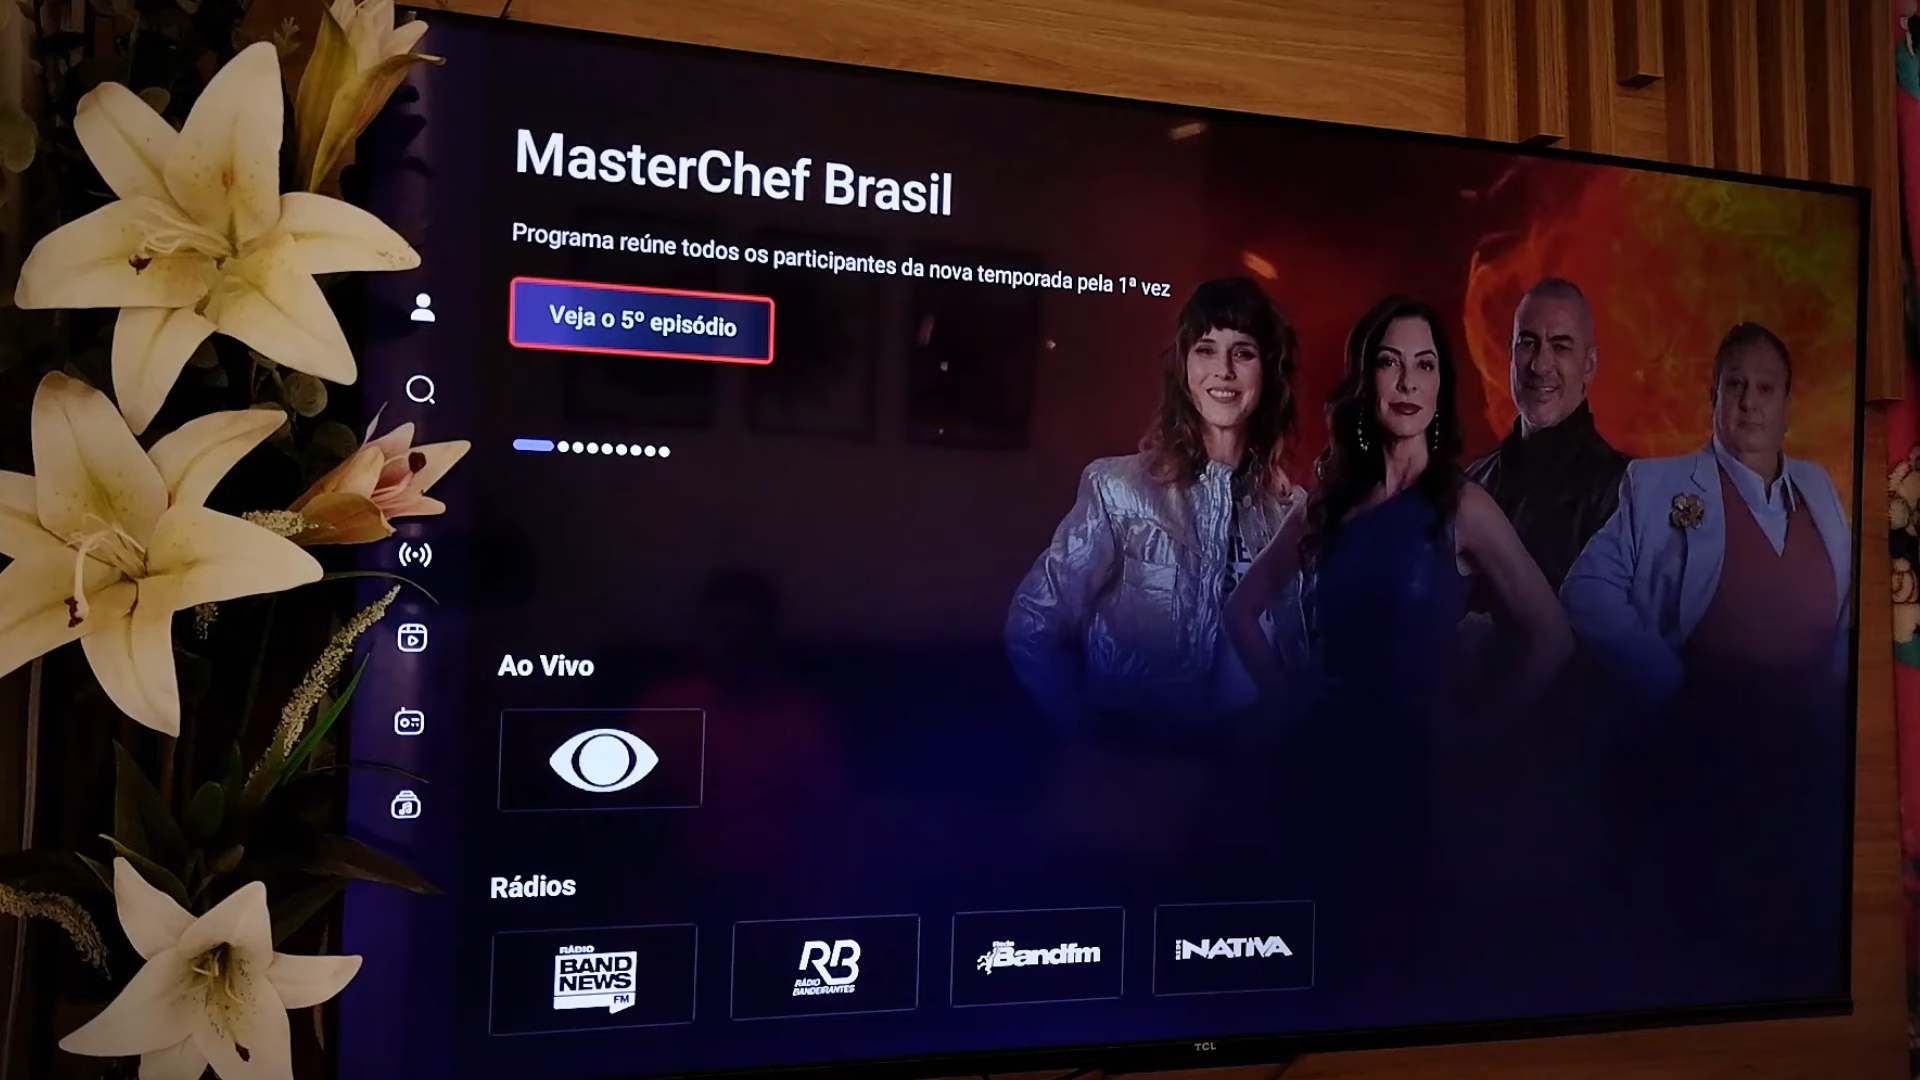 MasterChef Brasil
Programa reúne todos os participantes da nova temporada pela 1ª vez
Veja o 5º episódio
Ao Vivo
Rádios
RÁDIO
BAND
NEWS
FM
RB
RÁDIO
BANDEIRANTES
Rádio
Bandfm
NATIVA
TCL